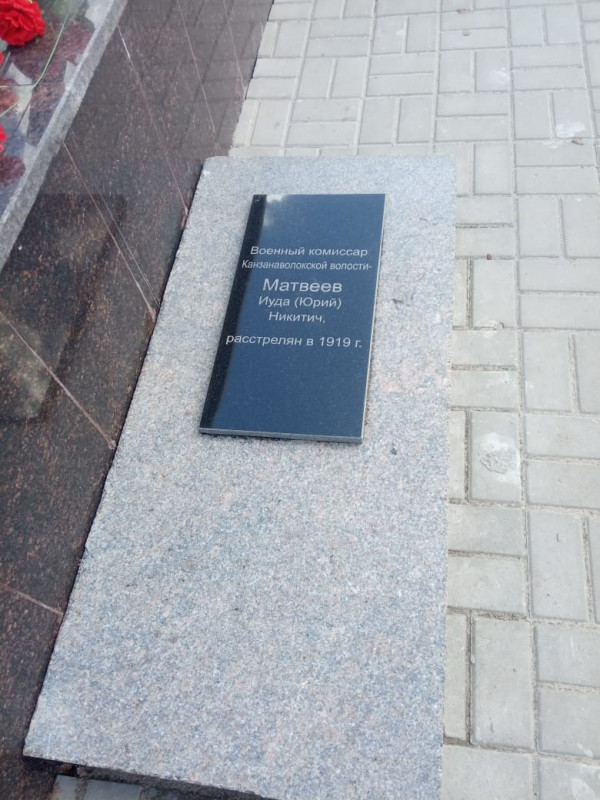 Военный комиссар
Канзанаволокской волости-
Матвеев
Иуда (Юрий)
Никитич,
расстрелян в 1919 г.